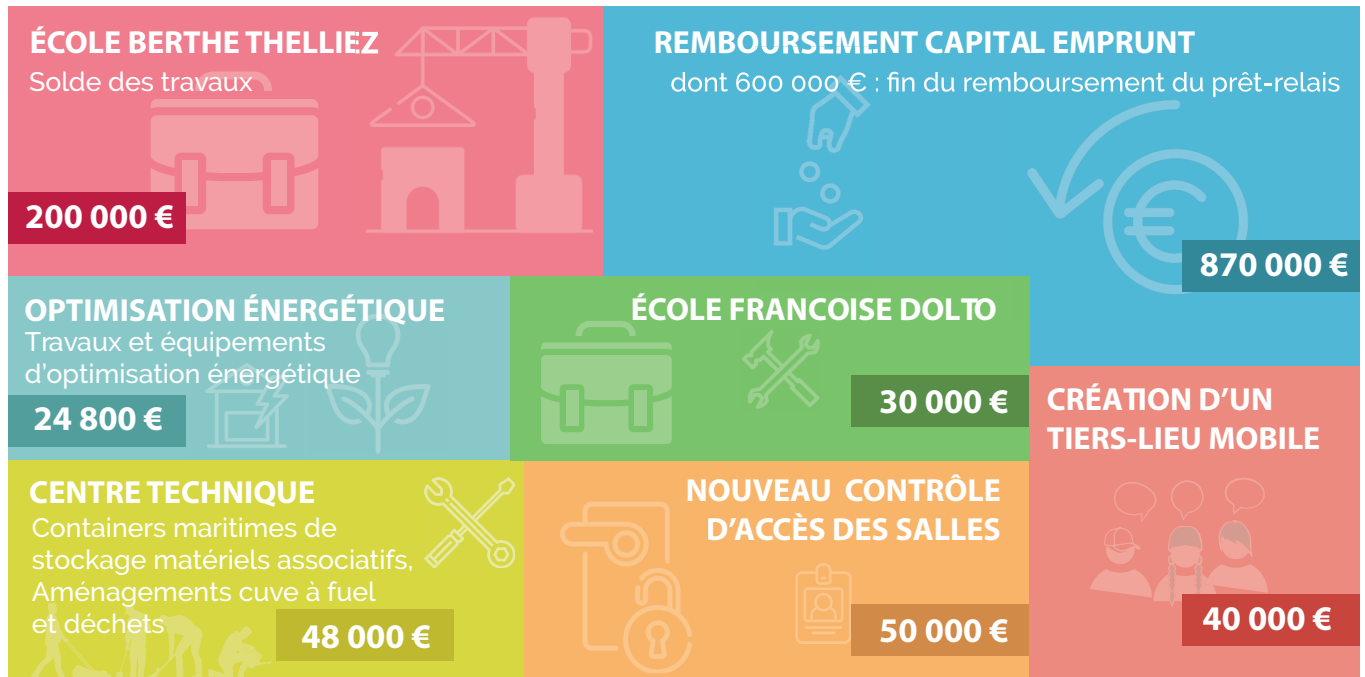 ÉCOLE BERTHE THELLIEZ
Solde des travaux
200 000 €
REMBOURSEMENT CAPITAL EMPRUNT
dont 600 000 € : fin du remboursement du prêt-relais
870 000 €
OPTIMISATION ÉNERGÉTIQUE
Travaux et équipements
d'optimisation énergétique
24 800 €
ÉCOLE FRANCOISE DOLTO
30 000 €
CRÉATION D'UN
TIERS-LIEU MOBILE
40 000 €
CENTRE TECHNIQUE
Containers maritimes de
stockage matériels associatifs,
Aménagements cuve à fuel
et déchets
48 000 €
NOUVEAU CONTRÔLE
D'ACCÈS DES SALLES
50 000 €